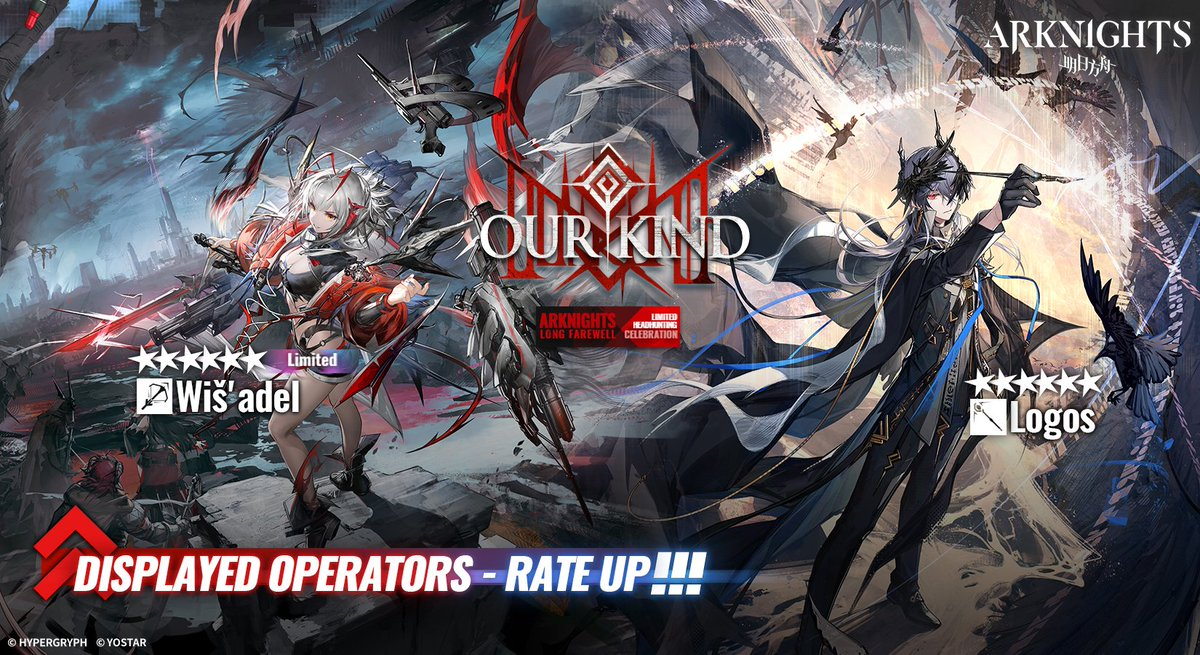 ARKNIGHTS
明日方舟
OUR KIND
ARKNIGHTS
LONG FAREWELL
LIMITED
HEADHUNTING
CELEBRATION
Limited
Wiš'adel
Logos
DISPLAYED OPERATORS - RATE UP!!!
© HYPERGRYPH © YOSTAR